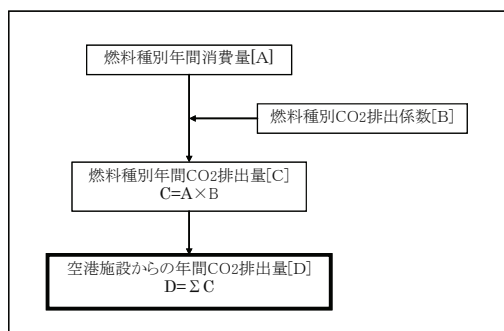 燃料種別年間消費量[A]
燃料種別CO2排出係数[B]
燃料種別年間CO2排出量[C]
C=A×B
空港施設からの年間CO2排出量[D]
D=ΣC